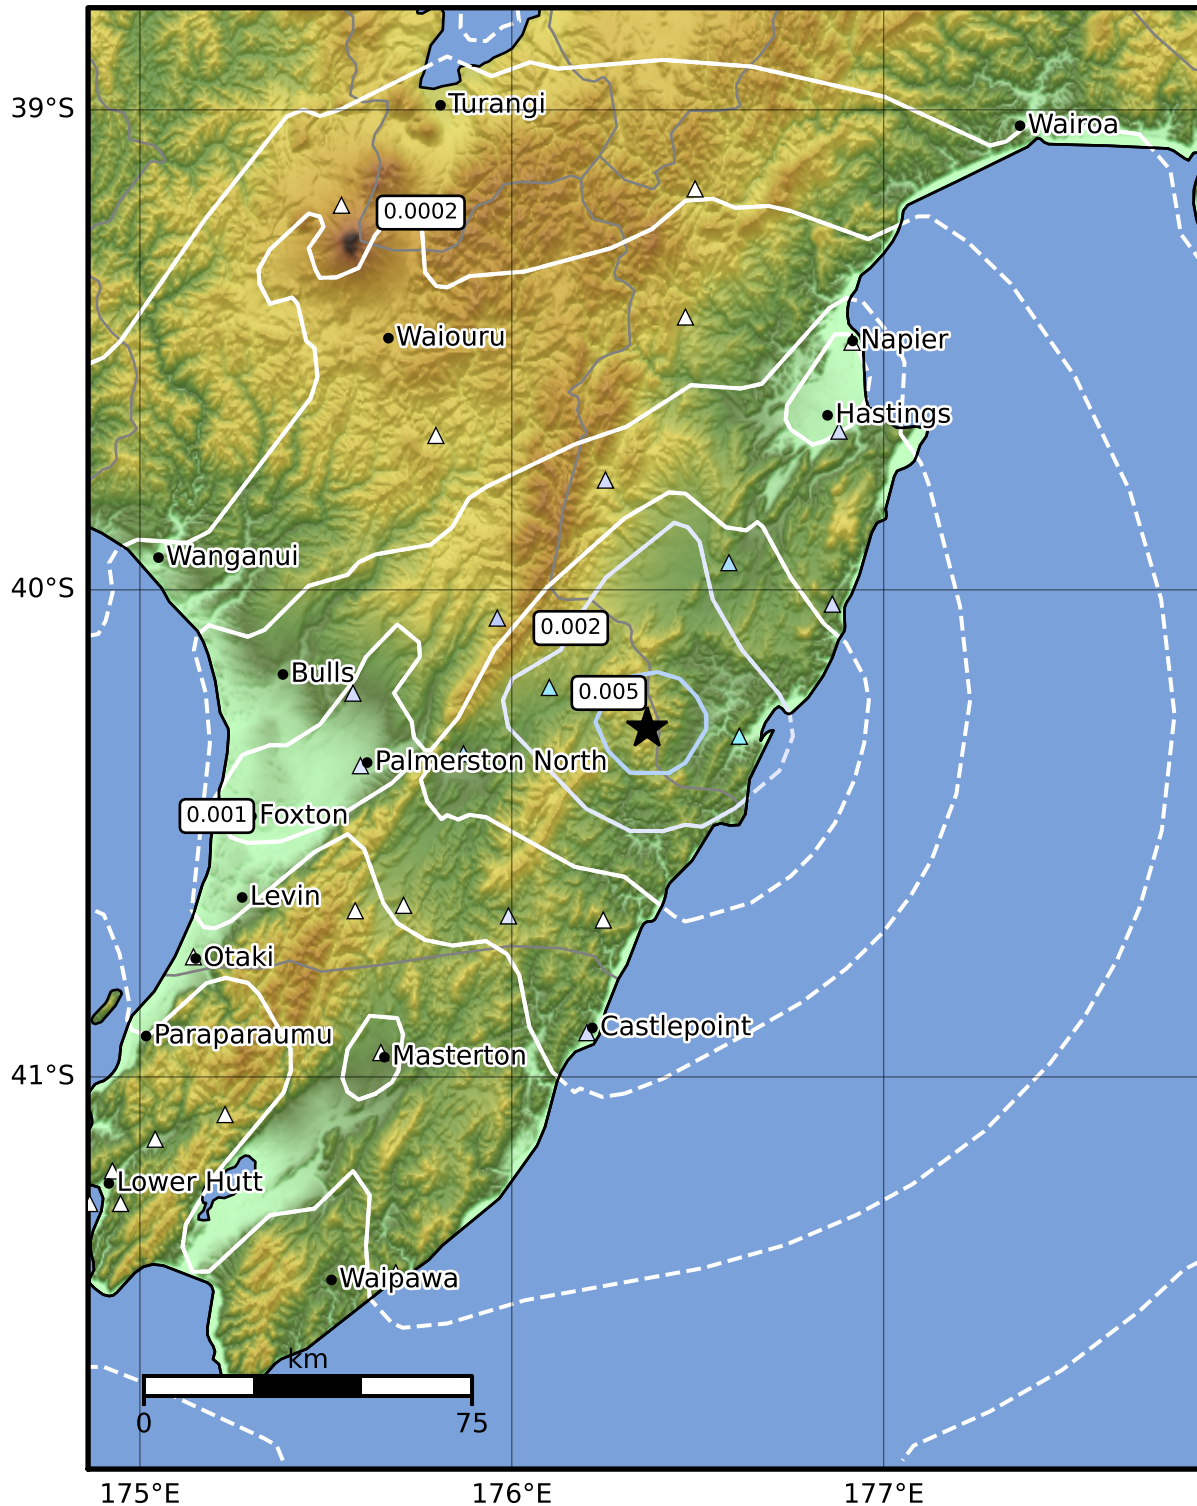 39°S
Turangi
Wairoa
0.0002
Waiouru
Napier
Hastings
Wanganui
40°S
0.002
Bulls
0.005
Palmerston North
0.001
Foxton
Levin
Otaki
Paraparaumu
Castlepoint
Masterton
41°S
Lower Hutt
Waipawa
km
0 75
175°E 176°E 177°E